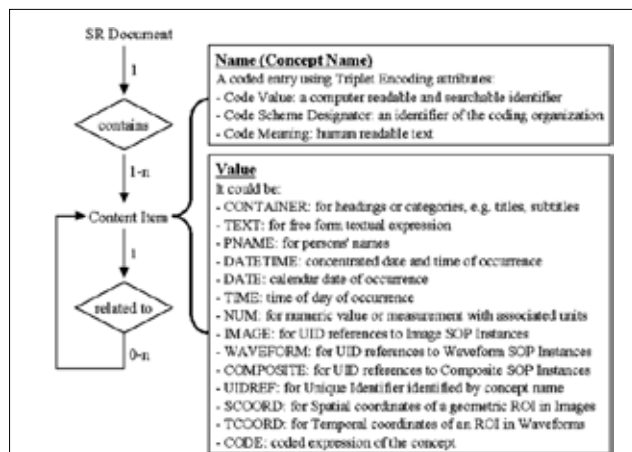 SR Document
1
contains
1-n
Content Item
1
related to
0-n
Name (Concept Name)
A coded entry using Triplet Encoding attributes:
- Code Value: a computer readable and searchable identifier
- Code Scheme Designator: an identifier of the coding organization
- Code Meaning: human readable text
Value
It could be:
- CONTAINER: for headings or categories, e.g. titles, subtitles
- TEXT: for free form textual expression
- PNAME: for persons' names
- DATETIME: concentrated date and time of occurrence
- DATE: calendar date of occurrence
- TIME: time of day of occurrence
- NUM: for numeric value or measurement with associated units
- IMAGE: for UID references to Image SOP Instances
- WAVEFORM: for UID references to Waveform SOP Instances
- COMPOSITE: for UID references to Composite SOP Instances
- UIDREF: for Unique Identifier identified by concept name
- SCOORD: for Spatial coordinates of a geometric ROI in Images
- TCOORD: for Temporal coordinates of an ROI in Waveforms
- CODE: coded expression of the concept